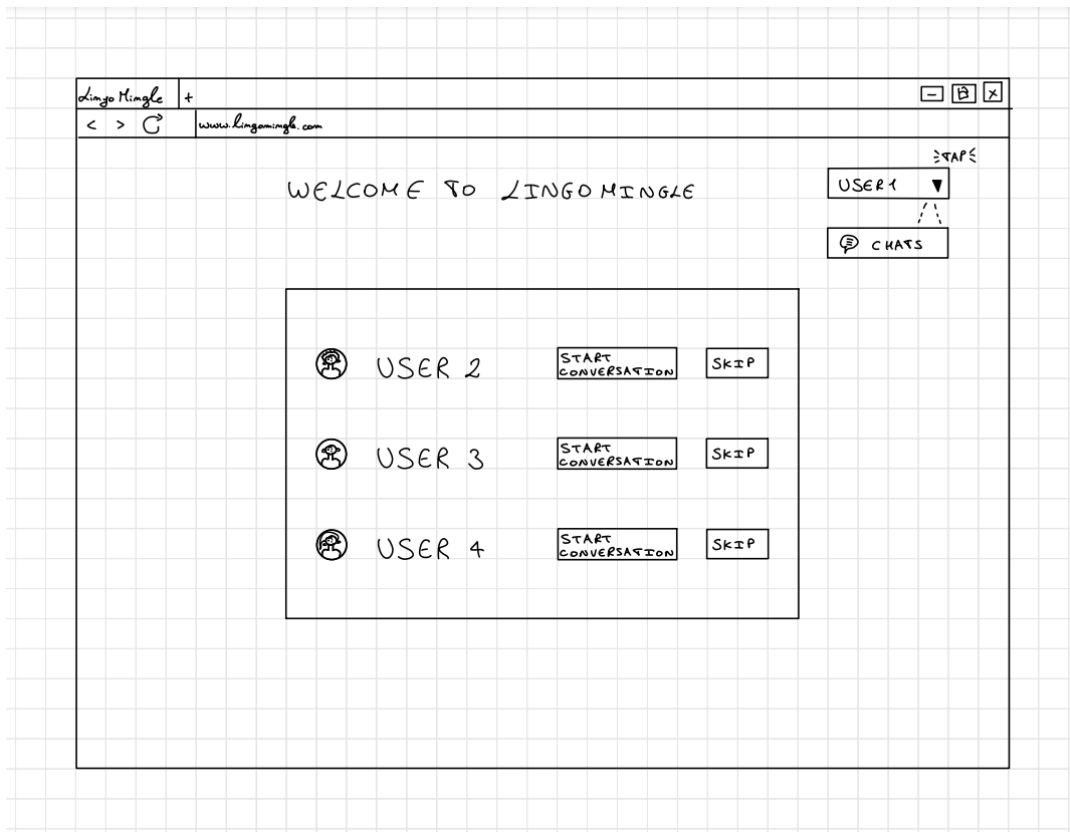 Lingo Mingle +
www.lingomingle.com
TAP
WELCOME TO LINGOMINGLE
USER1
CHATS
USER 2
START
CONVERSATION
SKIP
USER 3
START
CONVERSATION
SKIP
USER 4
START
CONVERSATION
SKIP